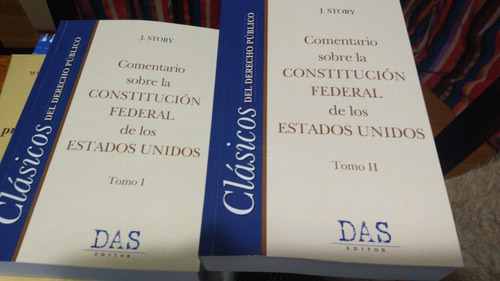 J. STORY
Comentario
sobre la
CONSTITUCIÓN
FEDERAL
de los
ESTADOS UNIDOS
Tomo I
DAS
EDITOR
Clásicos DEL DERECHO PÚBLICO
J. STORY
Comentario
sobre la
CONSTITUCIÓN
FEDERAL
de los
ESTADOS UNIDOS
Tomo II
DAS
EDITOR
Clásicos DEL DERECHO PÚBLICO